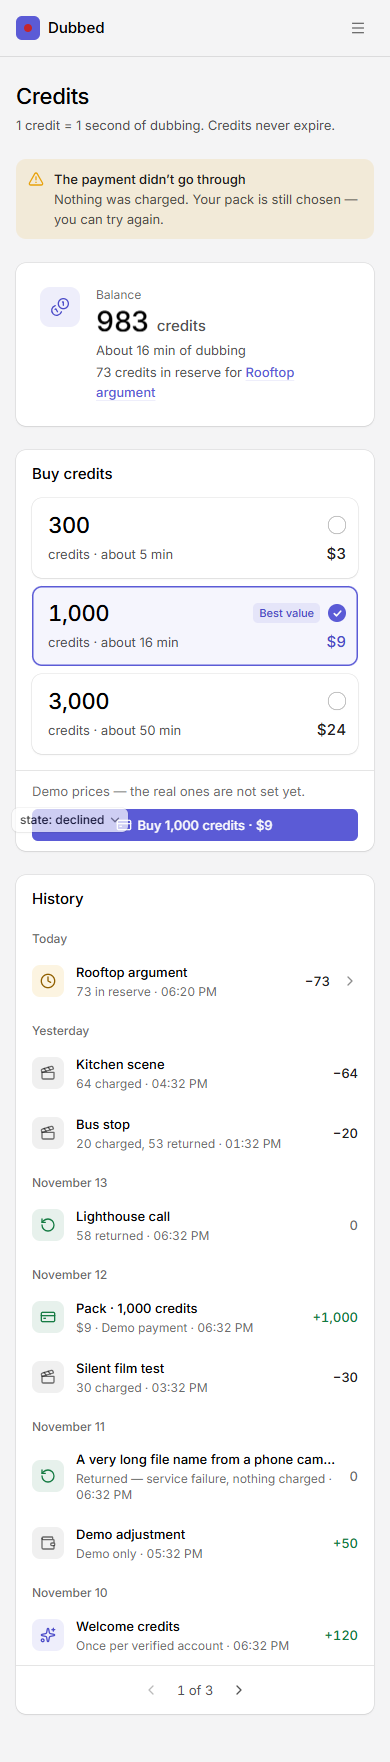 Dubbed
Credits
1 credit = 1 second of dubbing. Credits never expire.
The payment didn't go through
Nothing was charged. Your pack is still chosen —
you can try again.
Balance
983 credits
About 16 min of dubbing
73 credits in reserve for Rooftop
argument
Buy credits
300
credits · about 5 min
$3
1,000
Best value
credits · about 16 min
$9
3,000
credits · about 50 min
$24
Demo prices — the real ones are not set yet.
state: declined
Buy 1,000 credits · $9
History
Today
Rooftop argument
73 in reserve · 06:20 PM
−73
Yesterday
Kitchen scene
64 charged · 04:32 PM
−64
Bus stop
20 charged, 53 returned · 01:32 PM
−20
November 13
Lighthouse call
58 returned · 06:32 PM
0
November 12
Pack · 1,000 credits
$9 · Demo payment · 06:32 PM
+1,000
Silent film test
30 charged · 03:32 PM
−30
November 11
A very long file name from a phone cam...
Returned — service failure, nothing charged ·
06:32 PM
0
Demo adjustment
Demo only · 05:32 PM
+50
November 10
Welcome credits
Once per verified account · 06:32 PM
+120
1 of 3